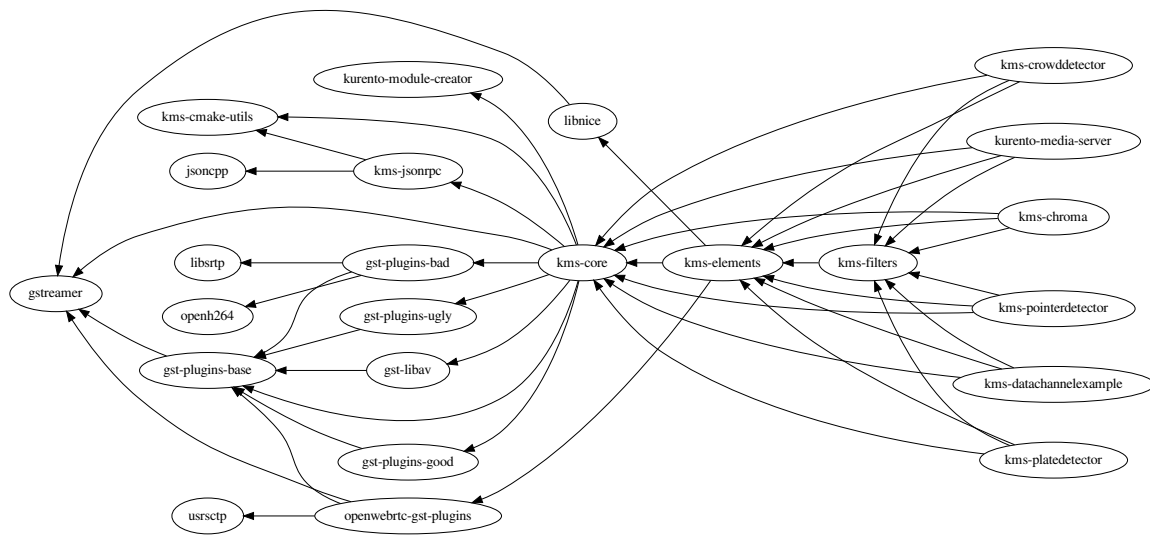 kms-crowddetector
kurento-module-creator
kms-cmake-utils
libnice
kurento-media-server
jsoncpp
kms-jsonrpc
kms-chroma
libsrtp
gst-plugins-bad
kms-core
kms-elements
kms-filters
gstreamer
openh264
gst-plugins-ugly
kms-pointerdetector
gst-plugins-base
gst-libav
kms-datachannelexample
gst-plugins-good
kms-platedetector
usrsctp
openwebrtc-gst-plugins